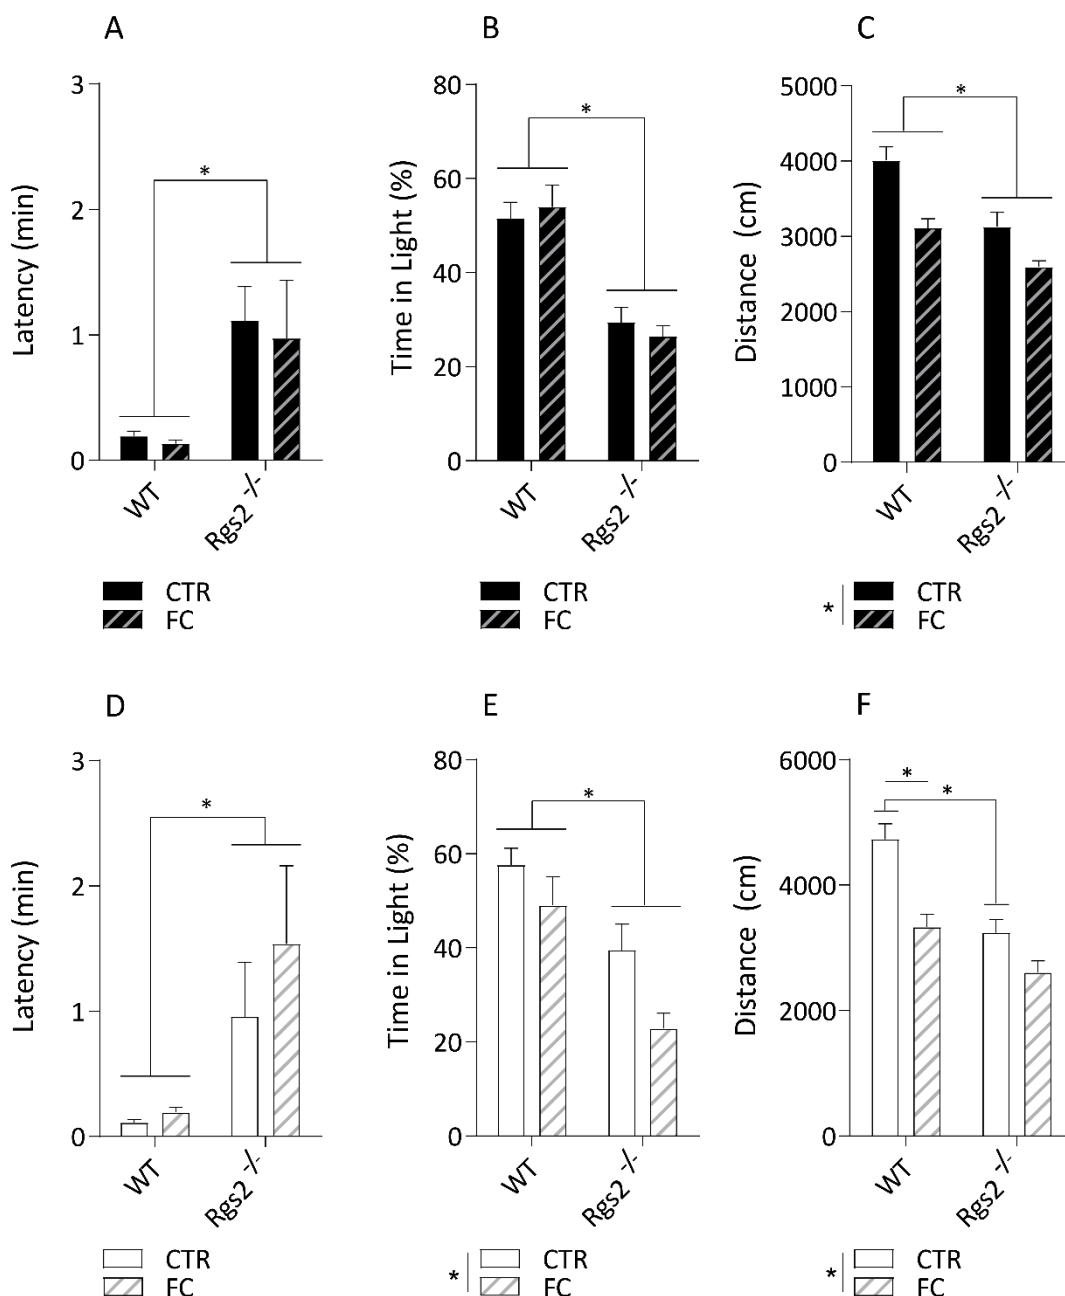 A
B
C
Latency (min)
3
2
1
0
*
WT
Rgs2 -/-
CTR
FC
Time in Light (%)
80
60
40
20
0
*
WT
Rgs2 -/-
CTR
FC
Distance (cm)
5000
4000
3000
2000
1000
0
*
WT
Rgs2 -/-
*
CTR
FC
D
E
F
Latency (min)
3
2
1
0
*
WT
Rgs2 -/-
CTR
FC
Time in Light (%)
80
60
40
20
0
*
WT
Rgs2 -/-
*
CTR
FC
Distance (cm)
6000
4000
2000
0
*
*
WT
Rgs2 -/-
*
CTR
FC